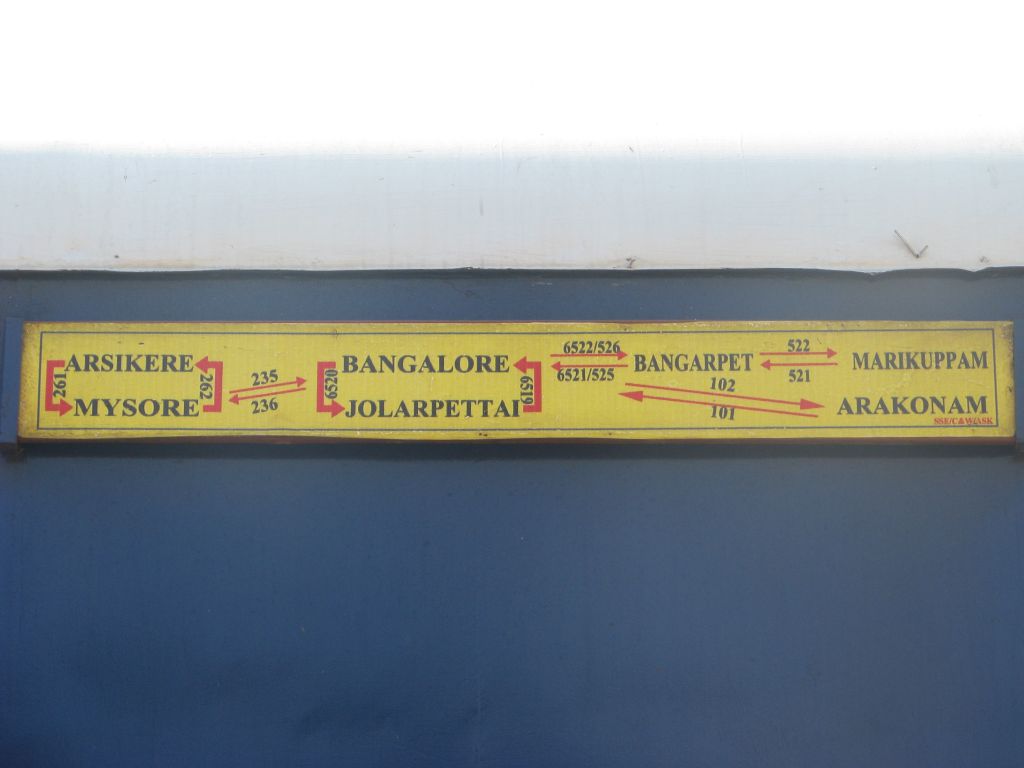 ARSIKERE
261
262
MYSORE
235
236
BANGALORE
6520
6519
JOLARPETTAI
6522/526
6521/525
BANGARPET
522
521
MARIKUPPAM
102
101
ARAKONAM
SSE/C&W/ASK